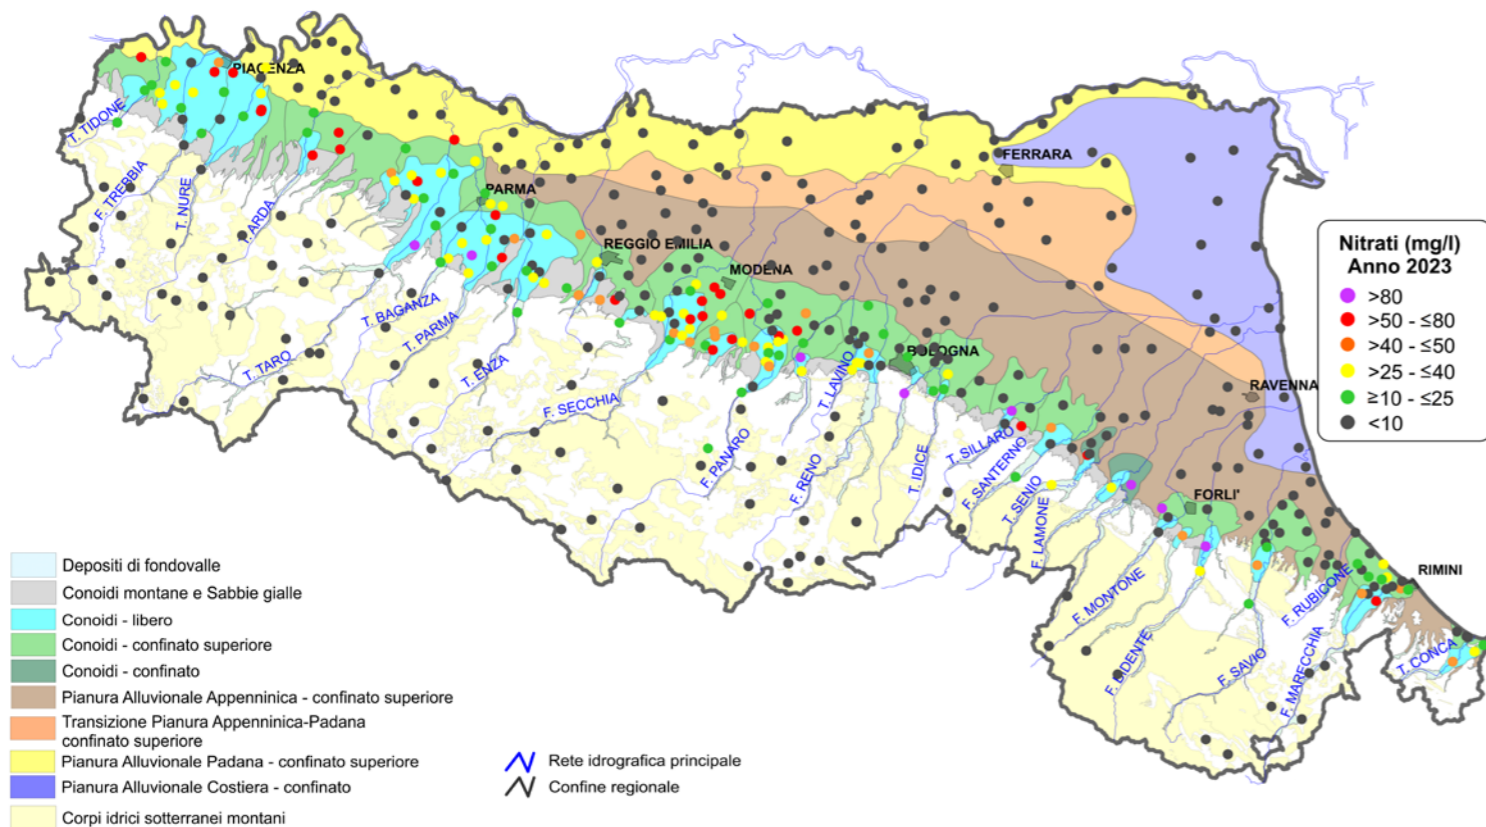 PIACENZA
T. TIDONE
F. TREBBIA
T. NURE
T. ARDA
PARMA
FERRARA
REGGIO EMILIA
MODENA
T. TARO
T. BAGANZA
T. PARMA
T. ENZA
F. SECCHIA
F. PANARO
F. RENO
T. LAVINO
BOLOGNA
T. IDICE
T. SILLARO
F. SANTERNO
T. SENIO
F. LAMONE
RAVENNA
FORLI'
F. MONTONE
F. BIDENTE
F. SAVIO
F. RUBICONE
F. MARECCHIA
RIMINI
T. CONCA
Nitrati (mg/l)
Anno 2023
>80
>50 - ≤80
>40 - ≤50
>25 - ≤40
≥10 - ≤25
<10
Depositi di fondovalle
Conoidi montane e Sabbie gialle
Conoidi - libero
Conoidi - confinato superiore
Conoidi - confinato
Pianura Alluvionale Appenninica - confinato superiore
Transizione Pianura Appenninica-Padana
confinato superiore
Pianura Alluvionale Padana - confinato superiore
Pianura Alluvionale Costiera - confinato
Corpi idrici sotterranei montani
Rete idrografica principale
Confine regionale